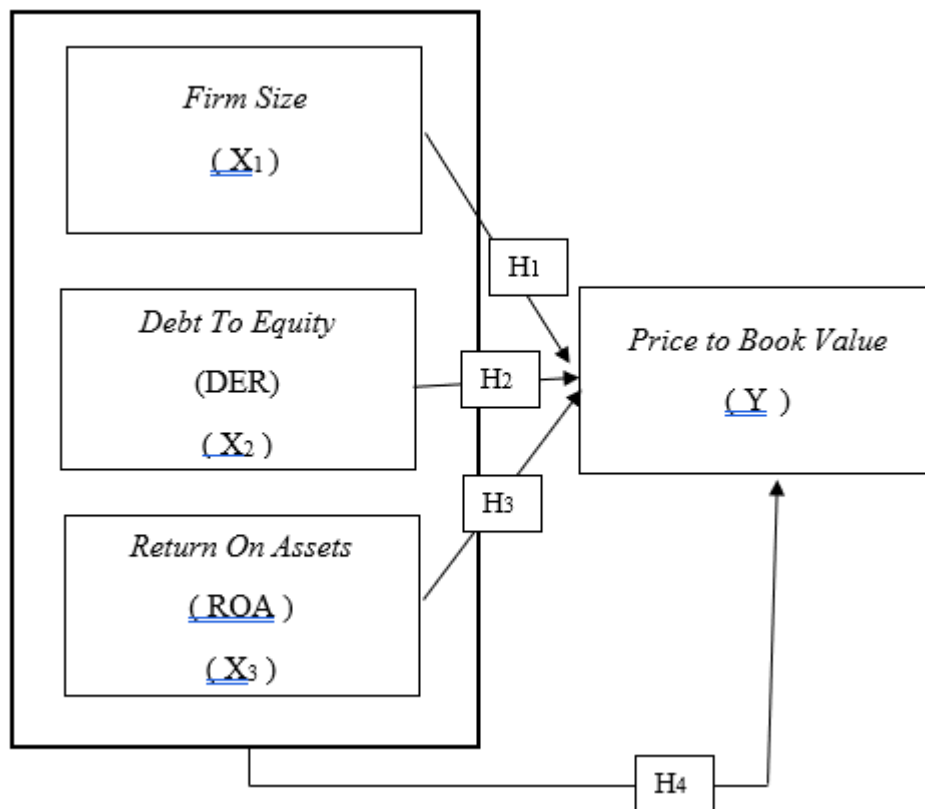 Firm Size
( X1 )
H1
Debt To Equity
(DER)
( X2 )
H2
Price to Book Value
( Y )
H3
Return On Assets
( ROA )
( X3 )
H4